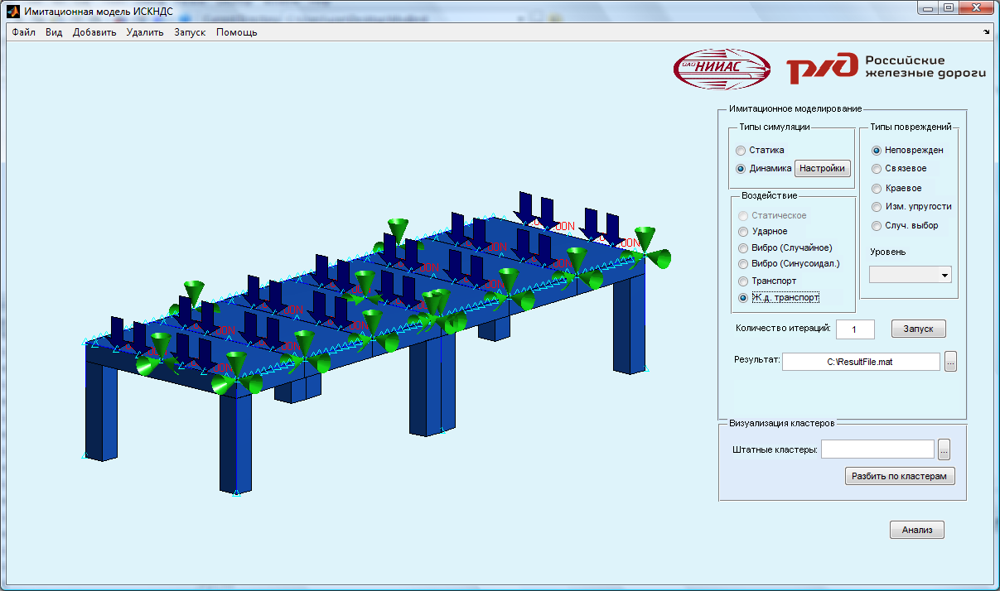 Имитационная модель ИСКНДС
Файл Вид Добавить Удалить Запуск Помощь
ОАО НИИАС
РЖД Российские
железные дороги
Имитационное моделирование
Типы симуляции
Статика
Динамика Настройки
Типы повреждений
Неповрежден
Связевое
Краевое
Изм. упругости
Случ. выбор
Уровень
Воздействие
Статическое
Ударное
Вибро (Случайное)
Вибро (Синусоидал.)
Транспорт
Ж.д. транспорт
Количество итераций: 1 Запуск
Результат: C:\ResultFile.mat ...
Визуализация кластеров
Штатные кластеры: ...
Разбить по кластерам
Анализ